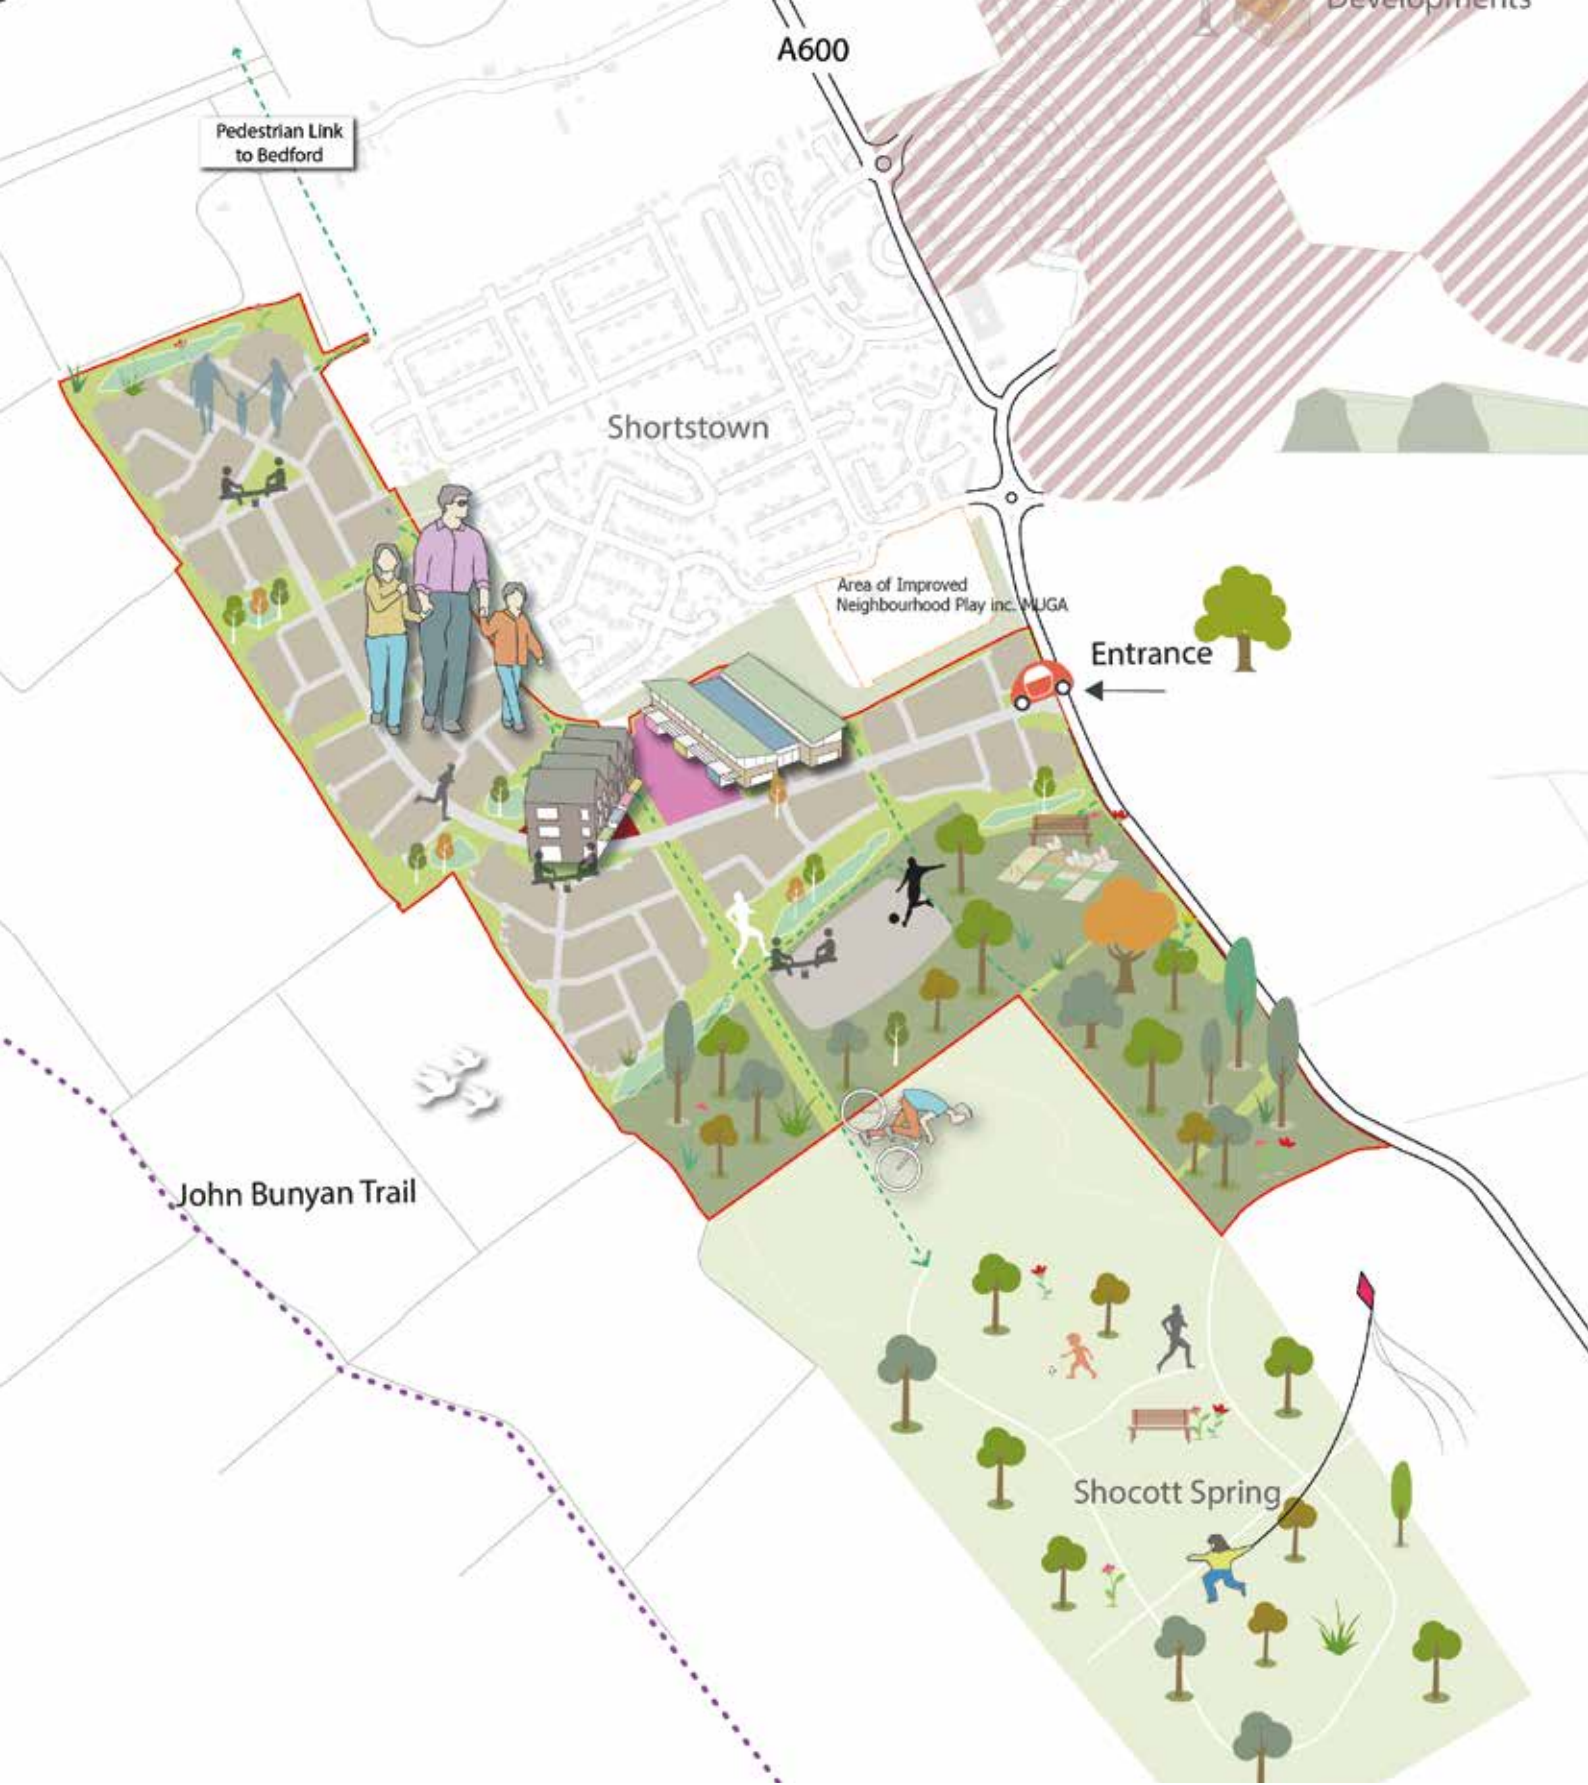 Developments
A600
Pedestrian Link
to Bedford
Shortstown
Area of Improved
Neighbourhood Play inc. MUGA
Entrance
John Bunyan Trail
Shocott Spring